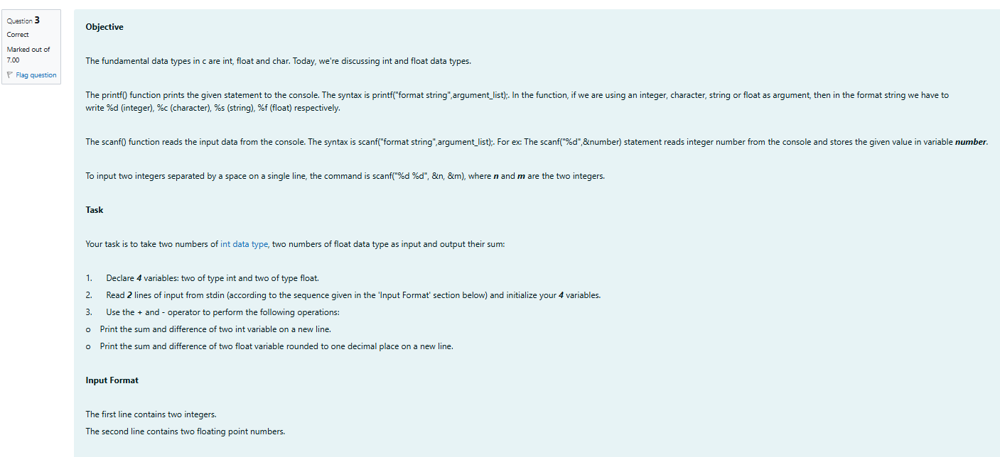 Question 3
Correct
Marked out of
7.00
Flag question
Objective
The fundamental data types in c are int, float and char. Today, we're discussing int and float data types.
The printf() function prints the given statement to the console. The syntax is printf("format string",argument_list);. In the function, if we are using an integer, character, string or float as argument, then in the format string we have to
write %d (integer), %c (character), %s (string), %f (float) respectively.
The scanf() function reads the input data from the console. The syntax is scanf("format string",argument_list);. For ex: The scanf("%d",&number) statement reads integer number from the console and stores the given value in variable number.
To input two integers separated by a space on a single line, the command is scanf("%d %d", &n, &m), where n and m are the two integers.
Task
Your task is to take two numbers of int data type, two numbers of float data type as input and output their sum:
1. Declare 4 variables: two of type int and two of type float.
2. Read 2 lines of input from stdin (according to the sequence given in the 'Input Format' section below) and initialize your 4 variables.
3. Use the + and - operator to perform the following operations:
o Print the sum and difference of two int variable on a new line.
o Print the sum and difference of two float variable rounded to one decimal place on a new line.
Input Format
The first line contains two integers.
The second line contains two floating point numbers.